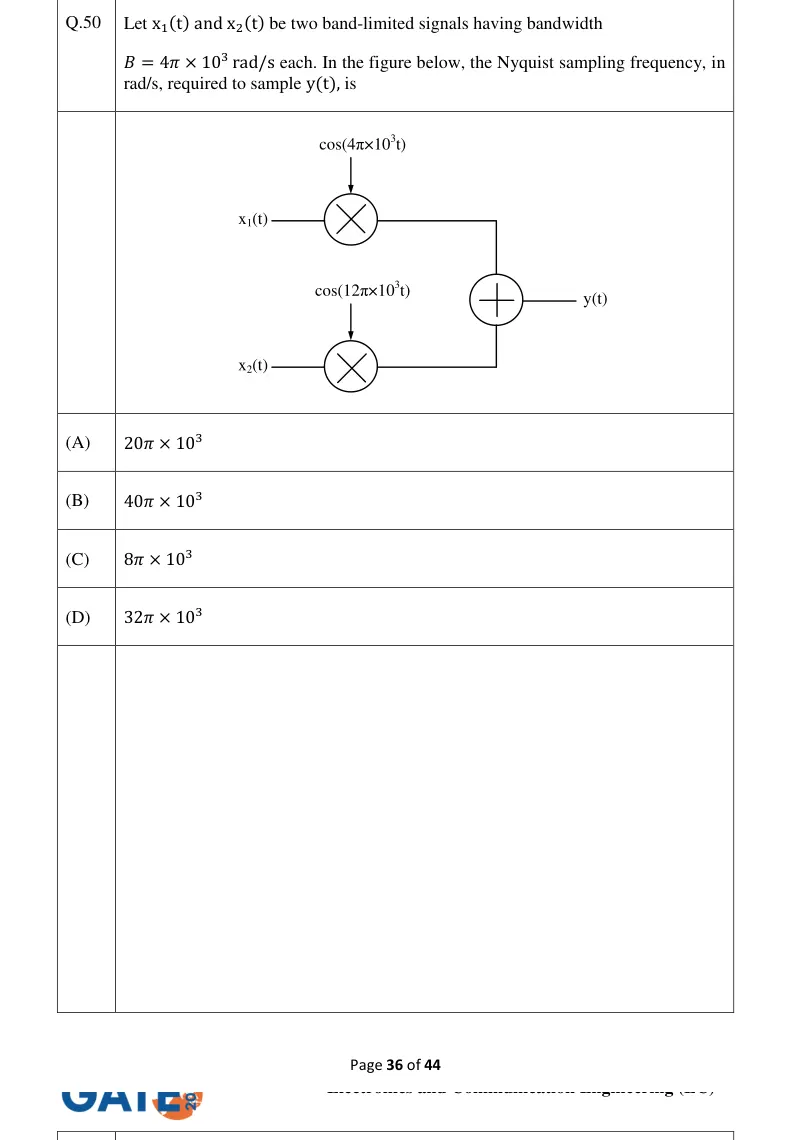 Q.50
Let x₁(t) and x₂(t) be two band-limited signals having bandwidth
B = 4π × 10³ rad/s each. In the figure below, the Nyquist sampling frequency, in
rad/s, required to sample y(t), is
cos(4π×10³t)
x₁(t)
cos(12π×10³t)
y(t)
x₂(t)
(A) 20π × 10³
(B) 40π × 10³
(C) 8π × 10³
(D) 32π × 10³
Page 36 of 44
GATE 20